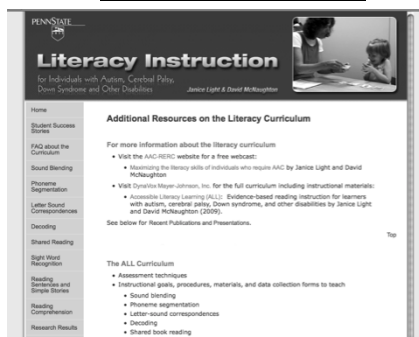 PENNSTATE
Literacy Instruction
for Individuals with Autism, Cerebral Palsy,
Down Syndrome and Other Disabilities
Janice Light & David McNaughton
Home
Student Success
Stories
FAQ about the
Curriculum
Sound Blending
Phoneme
Segmentation
Letter Sound
Correspondences
Decoding
Shared Reading
Sight Word
Recognition
Reading
Sentences and
Simple Stories
Reading
Comprehension
Research Results
Additional Resources on the Literacy Curriculum
For more information about the literacy curriculum
• Visit the AAC-RERC website for a free webcast:
• Maximizing the literacy skills of individuals who require AAC by Janice Light and David
McNaughton
• Visit DynaVox Mayer-Johnson, Inc. for the full curriculum including instructional materials:
• Accessible Literacy Learning (ALL): Evidence-based reading instruction for learners
with autism, cerebral palsy, Down syndrome, and other disabilities by Janice Light
and David McNaughton (2009).
See below for Recent Publications and Presentations.
Top
The ALL Curriculum
• Assessment techniques
• Instructional goals, procedures, materials, and data collection forms to teach
• Sound blending
• Phoneme segmentation
• Letter-sound correspondences
• Decoding
• Shared book reading